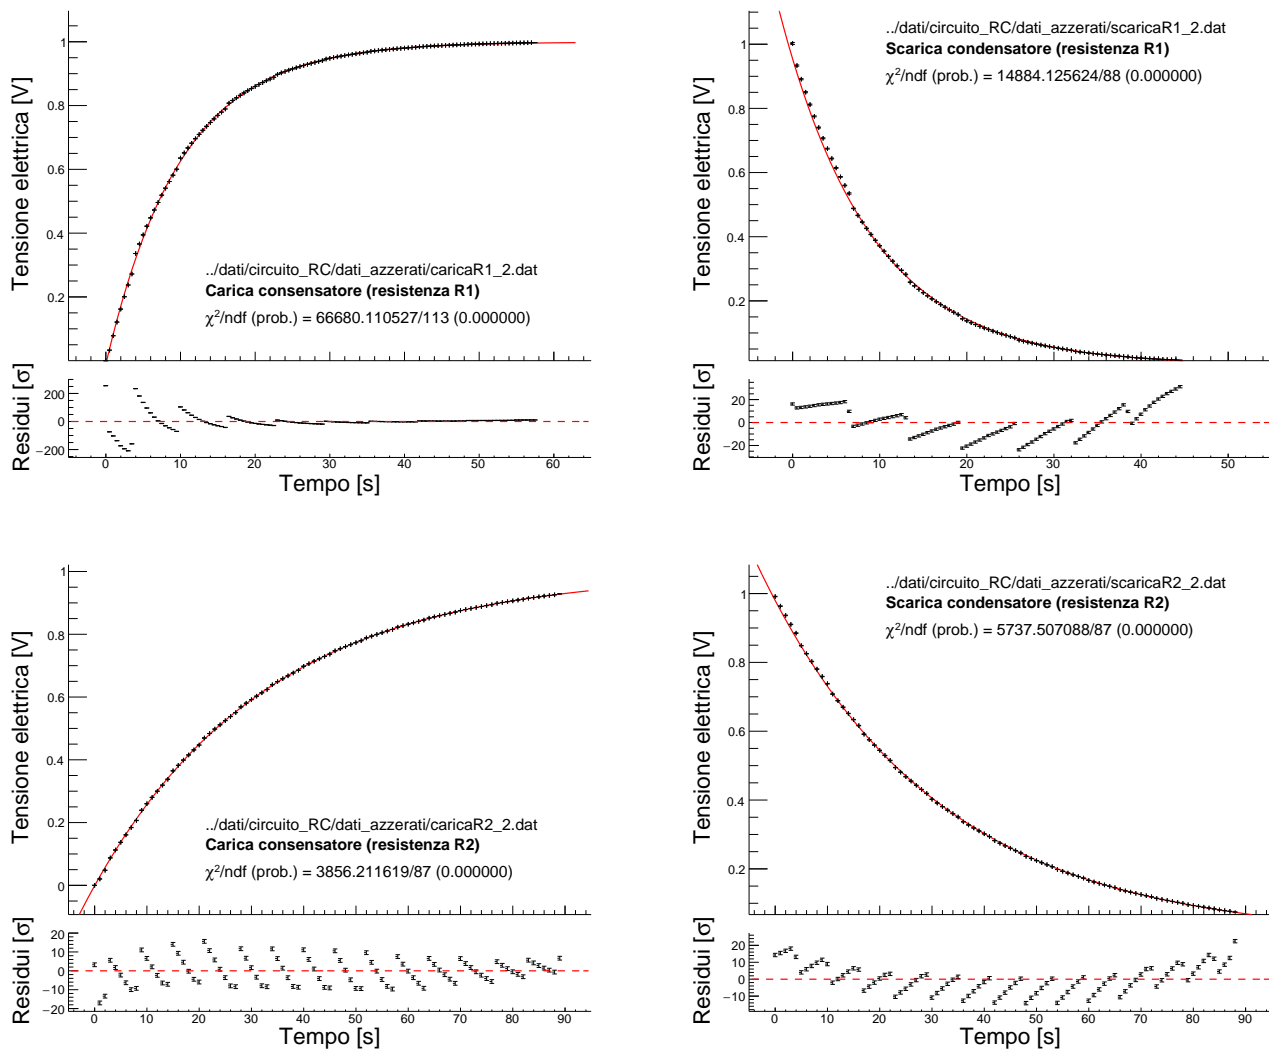 Tensione elettrica [V]
1
0.8
0.6
0.4
0.2
../dati/circuito_RC/dati_azzerati/caricaR1_2.dat
Carica consensatore (resistenza R1)
χ²/ndf (prob.) = 66680.110527/113 (0.000000)
Residui [σ]
200
0
−200
0 10 20 30 40 50 60
Tempo [s]
Tensione elettrica [V]
1
0.8
0.6
0.4
0.2
../dati/circuito_RC/dati_azzerati/scaricaR1_2.dat
Scarica condensatore (resistenza R1)
χ²/ndf (prob.) = 14884.125624/88 (0.000000)
Residui [σ]
20
0
−20
0 10 20 30 40 50
Tempo [s]
Tensione elettrica [V]
1
0.8
0.6
0.4
0.2
0
../dati/circuito_RC/dati_azzerati/caricaR2_2.dat
Carica consensatore (resistenza R2)
χ²/ndf (prob.) = 3856.211619/87 (0.000000)
Residui [σ]
20
10
0
−10
−20
0 10 20 30 40 50 60 70 80 90
Tempo [s]
Tensione elettrica [V]
1
0.8
0.6
0.4
0.2
../dati/circuito_RC/dati_azzerati/scaricaR2_2.dat
Scarica condensatore (resistenza R2)
χ²/ndf (prob.) = 5737.507088/87 (0.000000)
Residui [σ]
20
10
0
−10
0 10 20 30 40 50 60 70 80 90
Tempo [s]